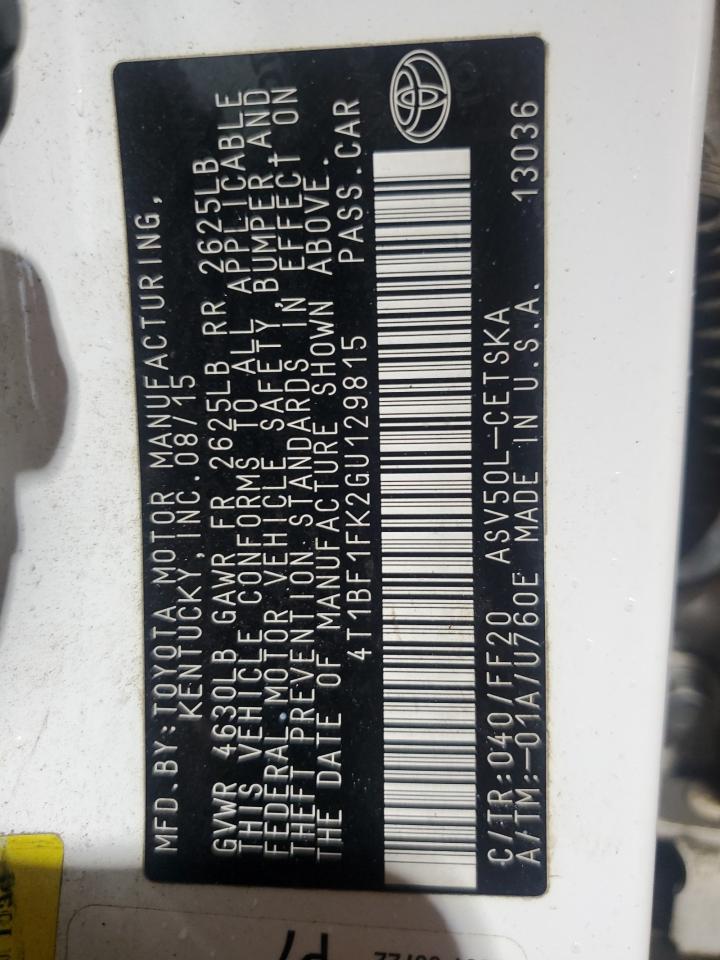 MFD.BY:TOYOTA MOTOR MANUFACTURING,
KENTUCKY,INC.08/15
GVWR 4630LB GAWR FR 2625LB RR 2625LB
THIS VEHICLE CONFORMS TO ALL APPLICABLE
FEDERAL MOTOR VEHICLE SAFETY,BUMPER,AND
THEFT PREVENTION STANDARDS IN EFFECT ON
THE DATE OF MANUFACTURE SHOWN ABOVE.
4T1BF1FK2GU129815 PASS.CAR
C/TR:040/FF20 ASV50L-CETSKA
A/TM:-01A/U760E MADE IN U.S.A. 13036